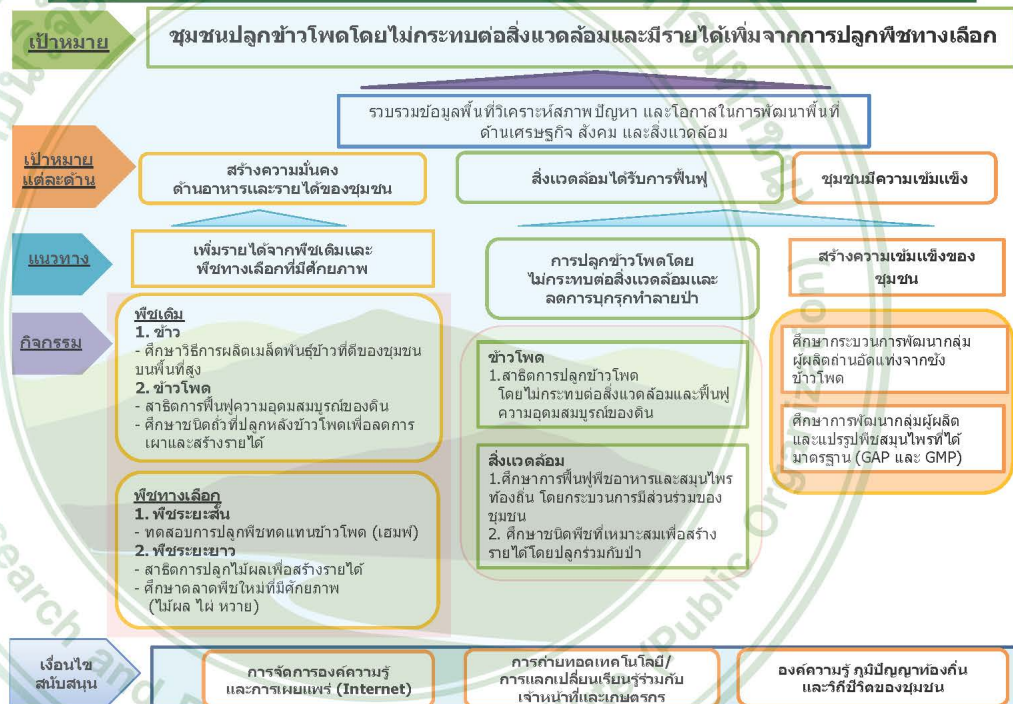 เป้าหมาย
ชุมชนปลูกข้าวโพดโดยไม่กระทบต่อสิ่งแวดล้อมและมีรายได้เพิ่มจากการปลูกพืชทางเลือก
รวบรวมข้อมูลพื้นที่วิเคราะห์สภาพปัญหา และโอกาสในการพัฒนาพื้นที่
ด้านเศรษฐกิจ สังคม และสิ่งแวดล้อม
เป้าหมาย
แต่ละด้าน
สร้างความมั่นคง
ด้านอาหารและรายได้ของชุมชน
สิ่งแวดล้อมได้รับการฟื้นฟู
ชุมชนมีความเข้มแข็ง
แนวทาง
เพิ่มรายได้จากพืชเดิมและ
พืชทางเลือกที่มีศักยภาพ
การปลูกข้าวโพดโดย
ไม่กระทบต่อสิ่งแวดล้อมและ
ลดการบุกรุกทำลายป่า
สร้างความเข้มแข็งของ
ชุมชน
กิจกรรม
พืชเดิม
1. ข้าว
- ศึกษาวิธีการผลิตเมล็ดพันธุ์ข้าวที่ดีของชุมชน
บนพื้นที่สูง
2. ข้าวโพด
- สาธิตการฟื้นฟูความอุดมสมบูรณ์ของดิน
- ศึกษาชนิดถั่วที่ปลูกหลังข้าวโพดเพื่อลดการ
เผาและสร้างรายได้
พืชทางเลือก
1. พืชระยะสั้น
- ทดสอบการปลูกพืชทดแทนข้าวโพด (เฮมพ์)
2. พืชระยะยาว
- สาธิตการปลูกไม้ผลเพื่อสร้างรายได้
- ศึกษาตลาดพืชใหม่ที่มีศักยภาพ
(ไม้ผล ไผ่ หวาย)
ข้าวโพด
1.สาธิตการปลูกข้าวโพด
โดยไม่กระทบต่อสิ่งแวดล้อมและฟื้นฟู
ความอุดมสมบูรณ์ของดิน
สิ่งแวดล้อม
1.ศึกษาการฟื้นฟูพืชอาหารและสมุนไพร
ท้องถิ่น โดยกระบวนการมีส่วนร่วมของ
ชุมชน
2. ศึกษาชนิดพืชที่เหมาะสมเพื่อสร้าง
รายได้โดยปลูกร่วมกับป่า
ศึกษากระบวนการพัฒนากลุ่ม
ผู้ผลิตถ่านอัดแท่งจากซัง
ข้าวโพด
ศึกษาการพัฒนากลุ่มผู้ผลิต
และแปรรูปพืชสมุนไพรที่ได้
มาตรฐาน (GAP และ GMP)
เงื่อนไข
สนับสนุน
การจัดการองค์ความรู้
และการเผยแพร่ (Internet)
การถ่ายทอดเทคโนโลยี/
การแลกเปลี่ยนเรียนรู้ร่วมกับ
เจ้าหน้าที่และเกษตรกร
องค์ความรู้ ภูมิปัญญาท้องถิ่น
และวิถีชีวิตของชุมชน
(Public Organization)